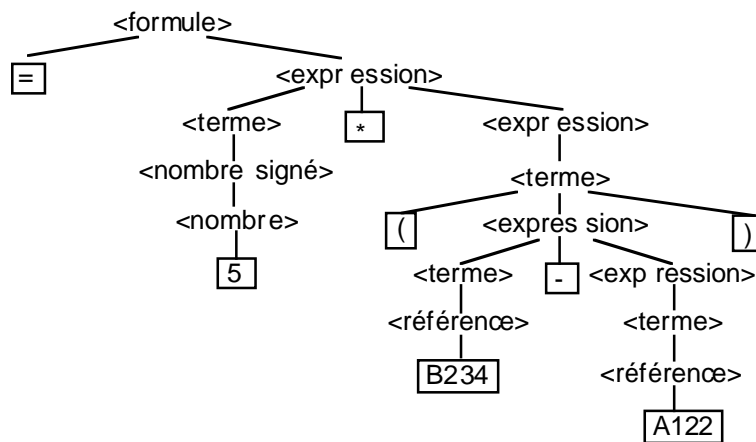 <formule>
= <expr ession>
<terme> * <expr ession>
<nombre signé> <terme>
<nombre> ( <expres sion> )
5 <terme> - <exp ression>
<référence> <terme>
B234 <référence>
A122